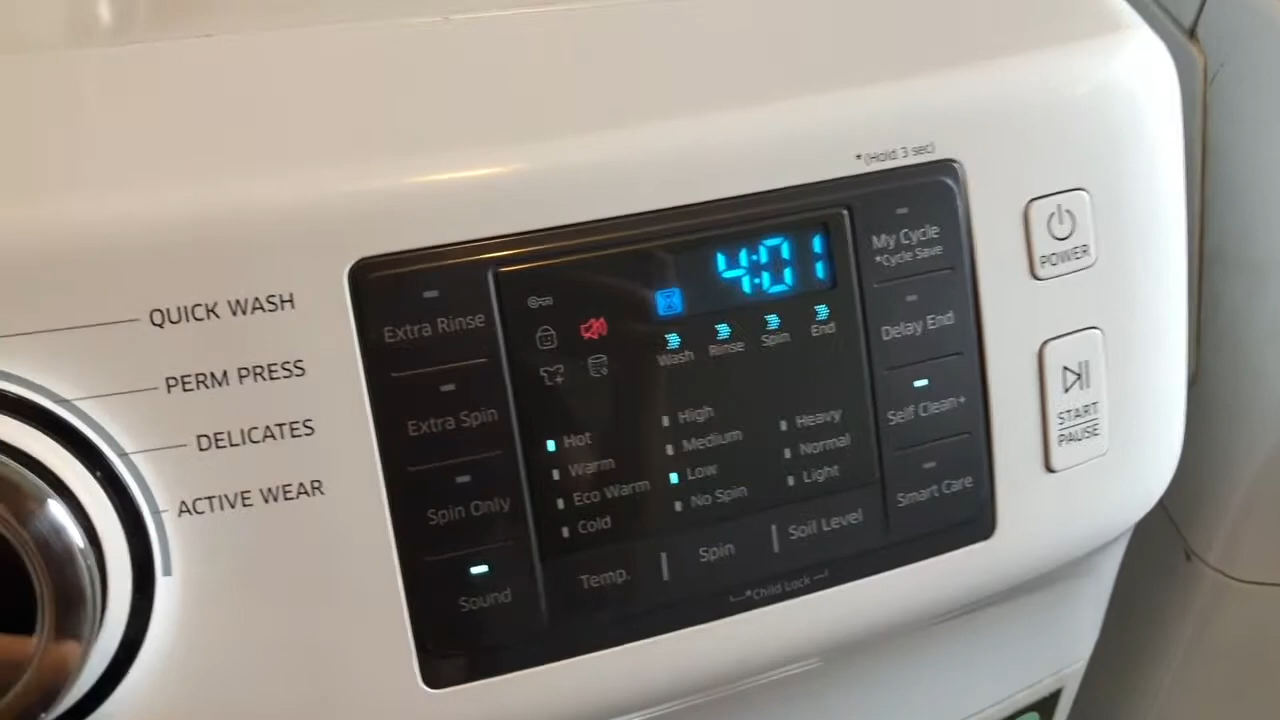 *(Hold 3 sec)
QUICK WASH
PERM PRESS
DELICATES
ACTIVE WEAR
Extra Rinse
Extra Spin
Spin Only
Sound
4:01
Wash
Rinse
Spin
End
Hot
Warm
Eco Warm
Cold
High
Medium
Low
No Spin
Heavy
Normal
Light
Temp.
Spin
Soil Level
*Child Lock
My Cycle
*Cycle Save
Delay End
Self Clean+
Smart Care
POWER
START
PAUSE